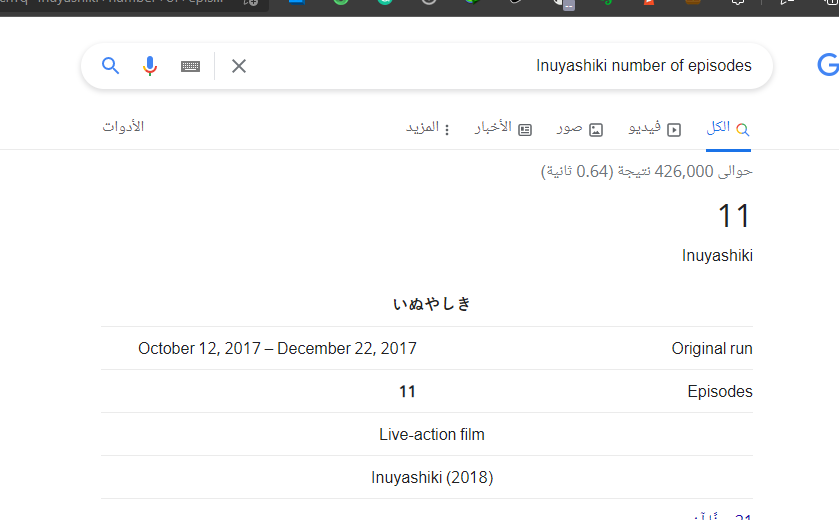 Inuyashiki number of episodes
الكل فيديو صور الأخبار المزيد الأدوات
حوالى 426,000 نتيجة (0.64 ثانية)
11
Inuyashiki
いぬやしき
Original run October 12, 2017 – December 22, 2017
Episodes 11
Live-action film
Inuyashiki (2018)